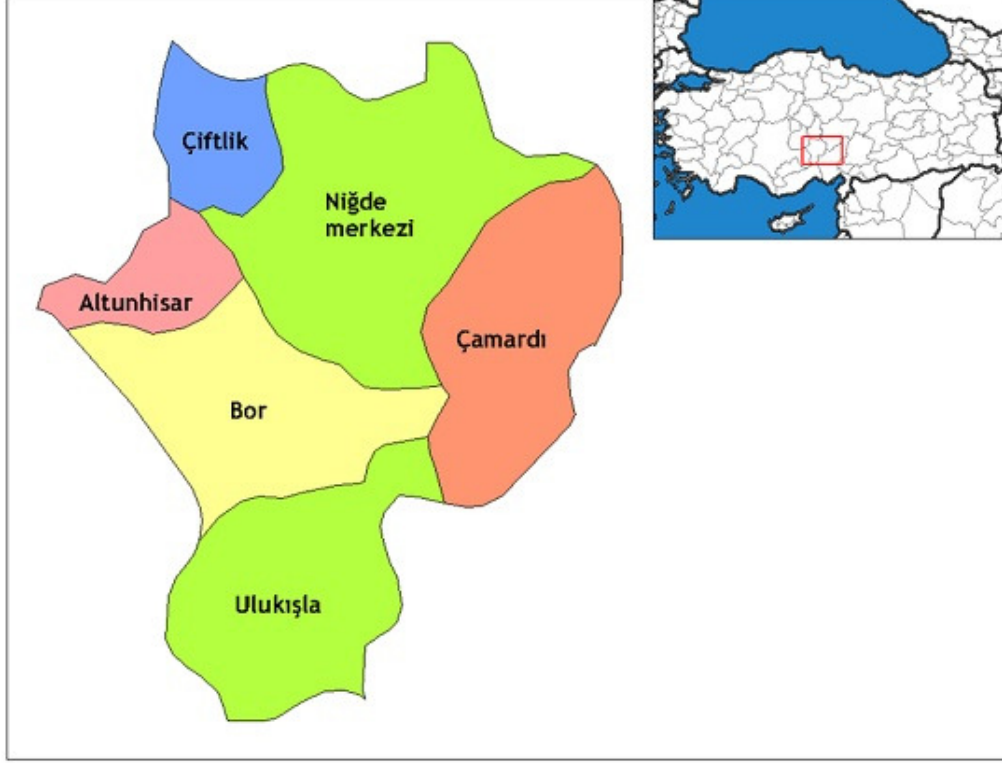 Çiftlik
Niğde
merkezi
Altunhisar
Çamardı
Bor
Ulukışla